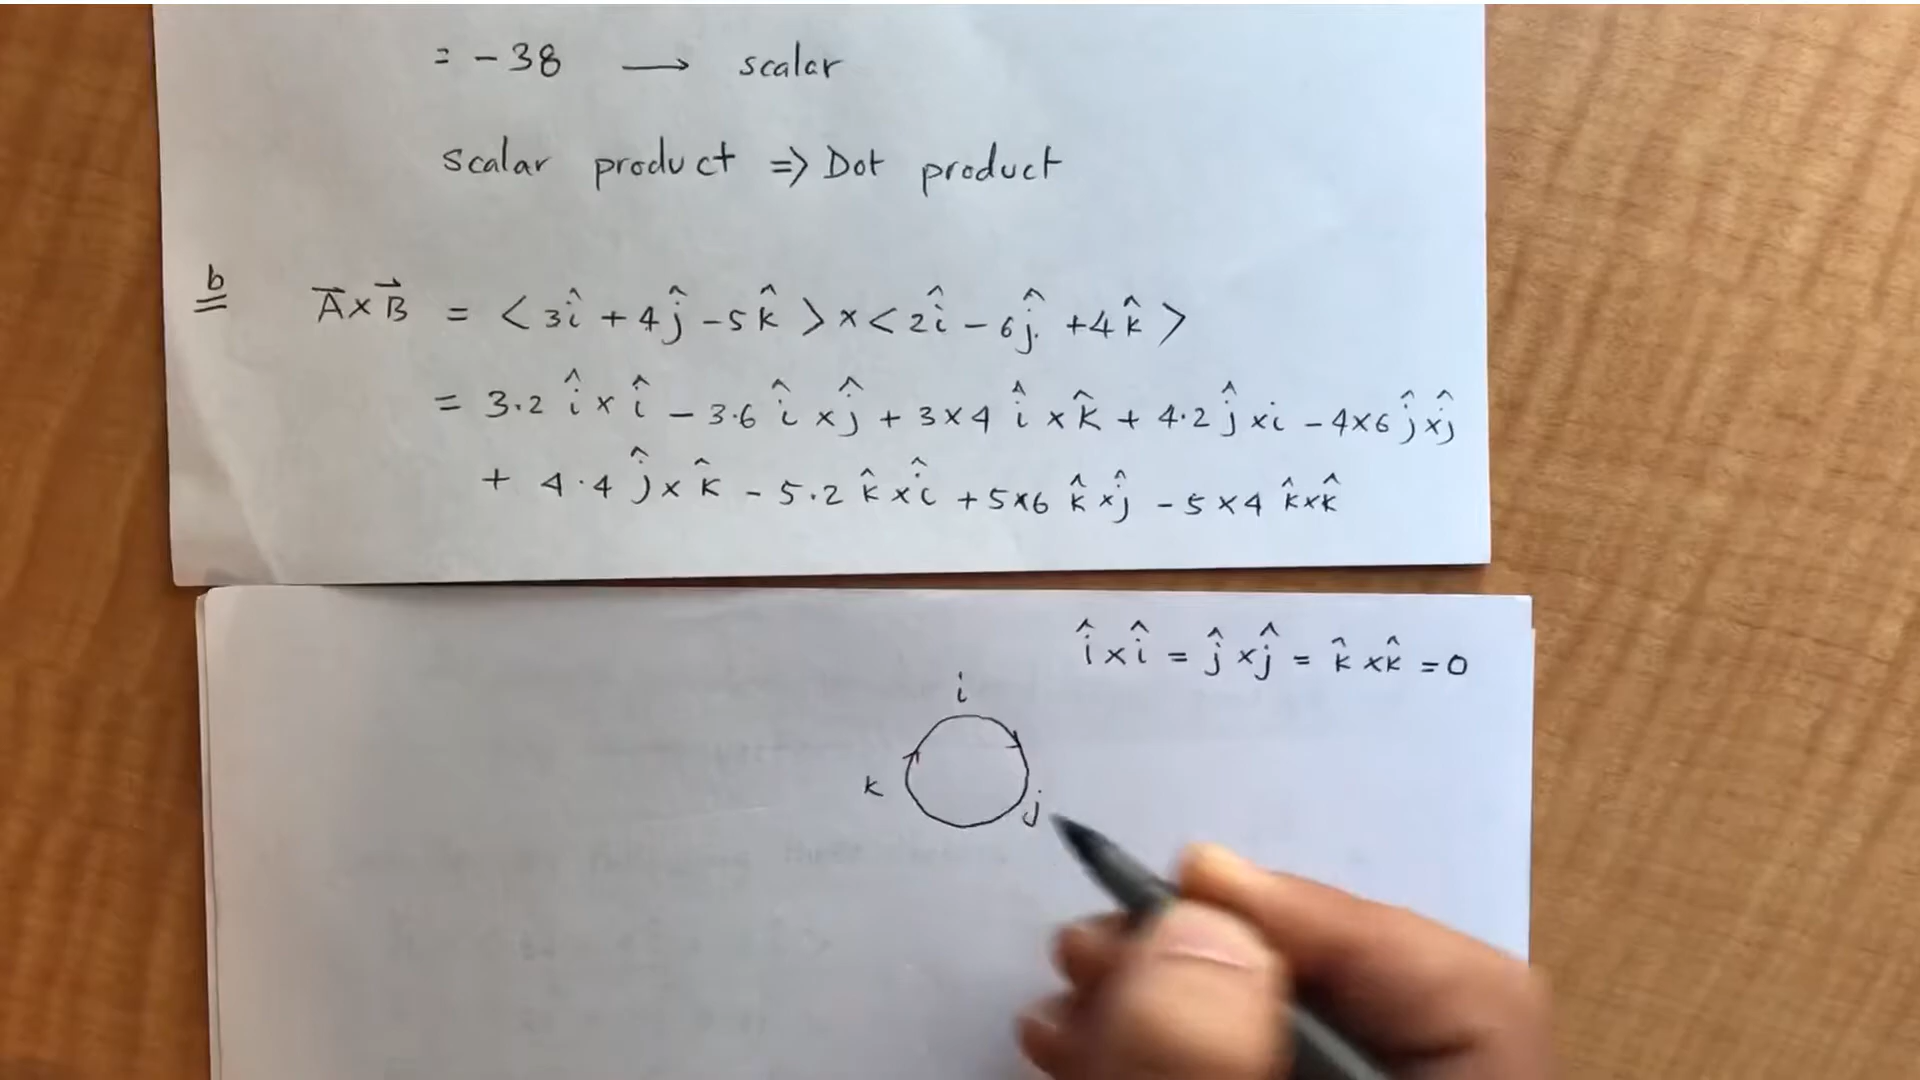 = - 38 ⟶ scalar
scalar product => Dot product
b
A⃗×B⃗ = < 3î + 4ĵ - 5k̂ > × < 2î - 6ĵ + 4k̂ >
= 3.2 î × î - 3.6 î × ĵ + 3×4 î × k̂ + 4.2 ĵ × i - 4×6 ĵ × ĵ
+ 4.4 ĵ × k̂ - 5.2 k̂ × î + 5×6 k̂ × ĵ - 5×4 k̂ × k̂
î × î = ĵ × ĵ = k̂ × k̂ = 0
i
k
j